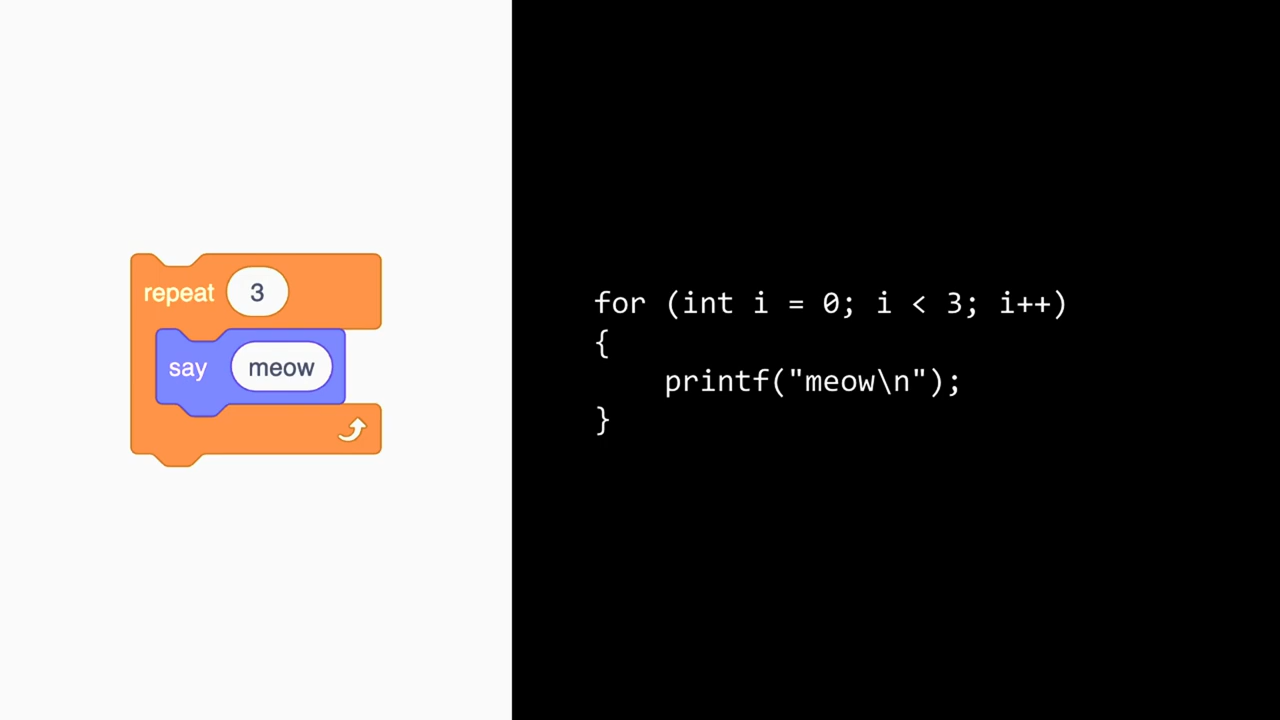 repeat 3
say meow
for (int i = 0; i < 3; i++)
{
    printf("meow\n");
}